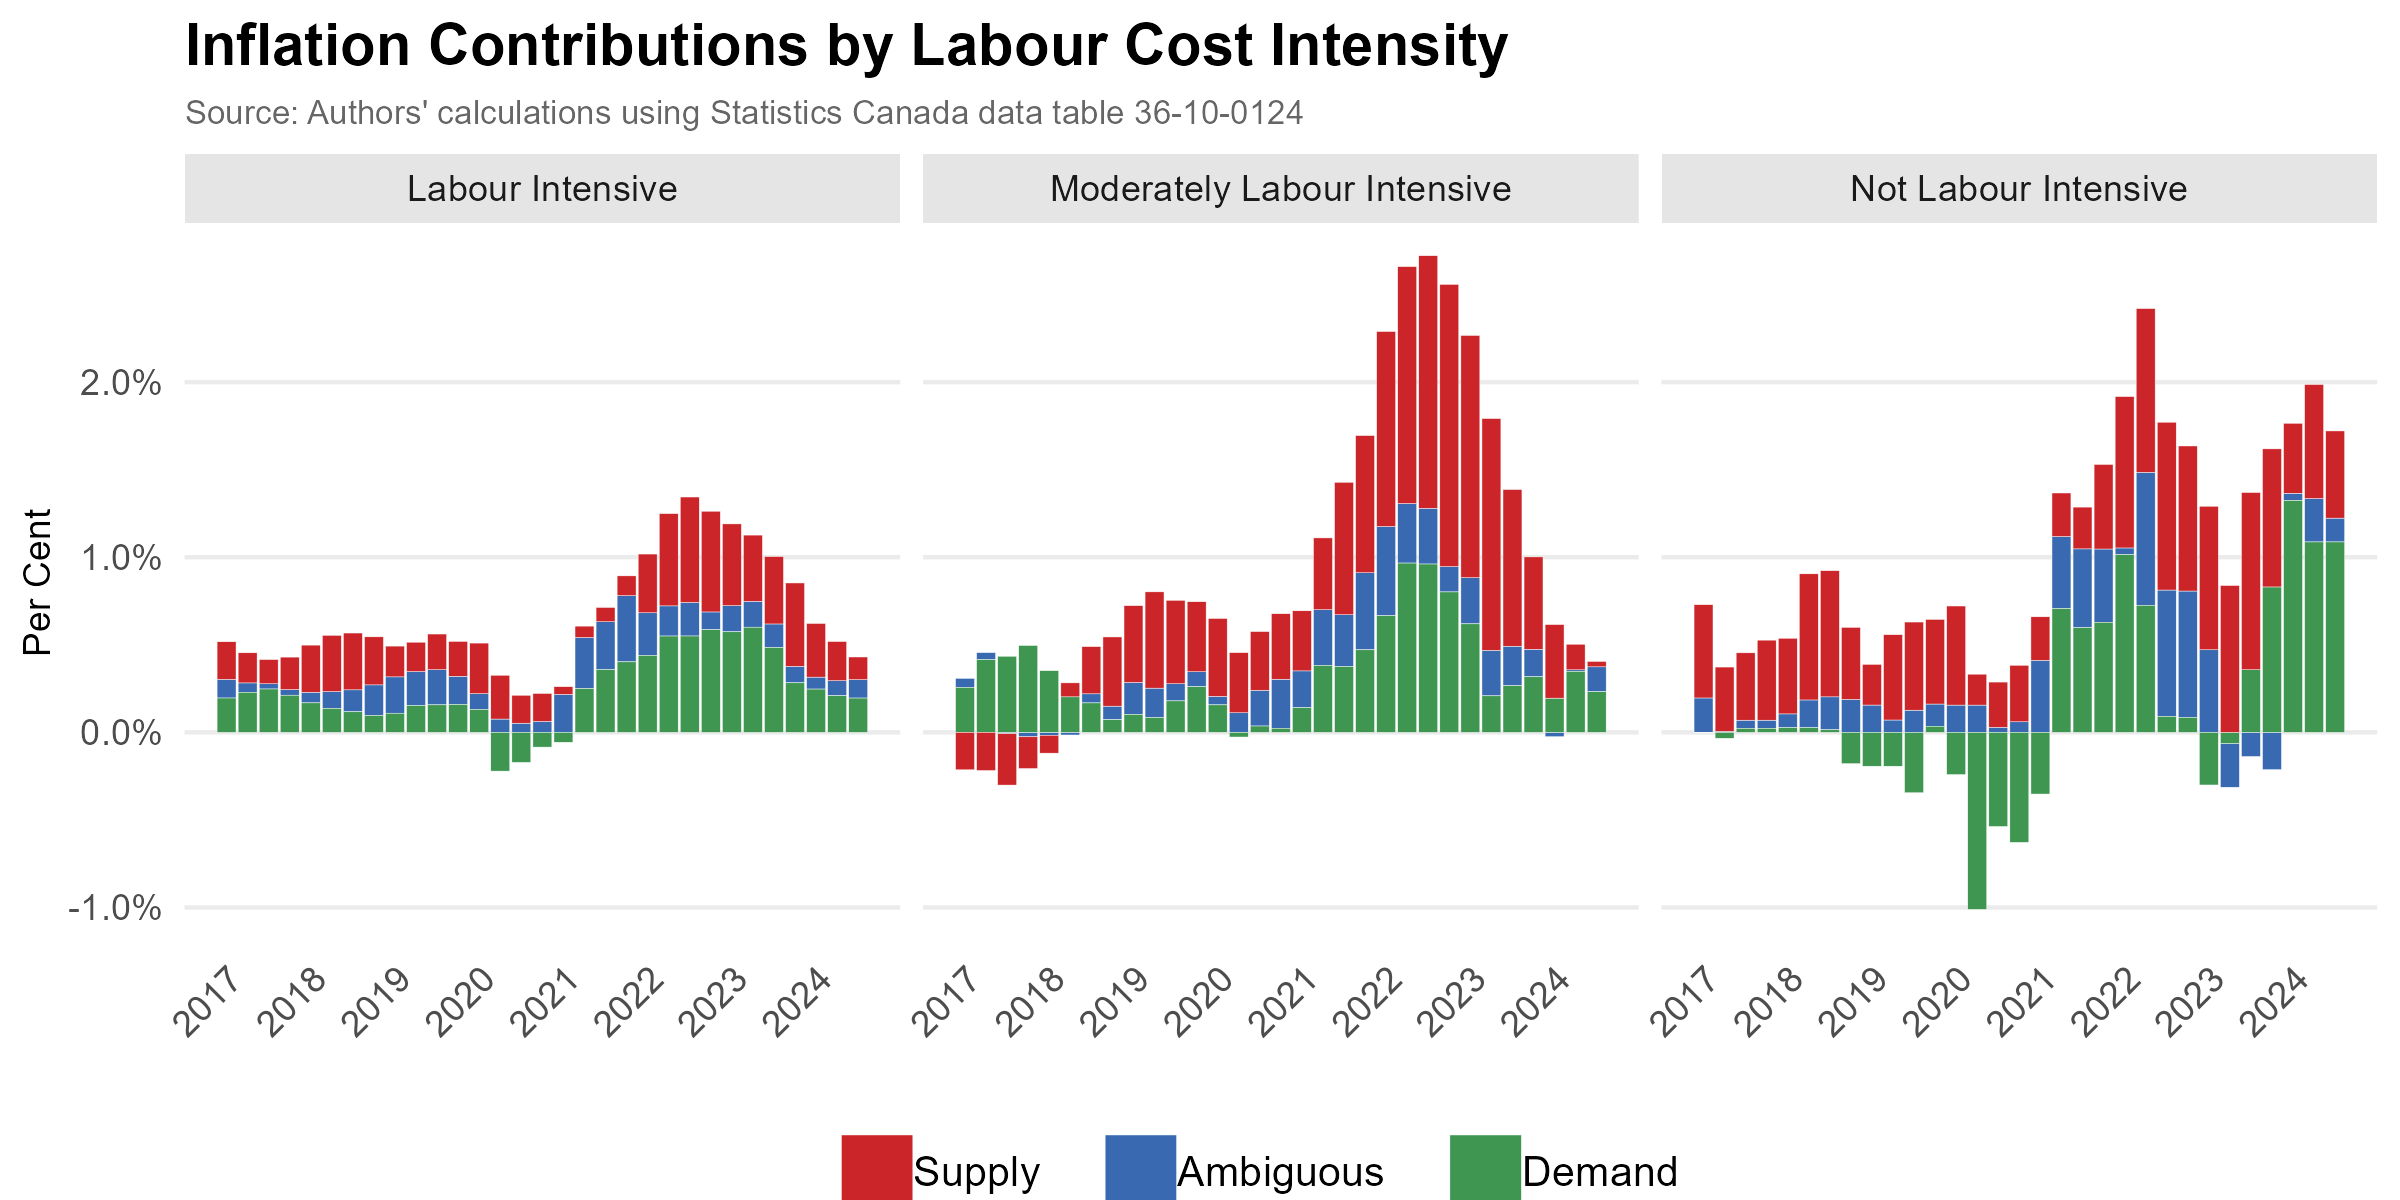 Inflation Contributions by Labour Cost Intensity
Source: Authors' calculations using Statistics Canada data table 36-10-0124
Labour Intensive
Moderately Labour Intensive
Not Labour Intensive
Per Cent
2.0%
1.0%
0.0%
-1.0%
2017 2018 2019 2020 2021 2022 2023 2024
2017 2018 2019 2020 2021 2022 2023 2024
2017 2018 2019 2020 2021 2022 2023 2024
Supply Ambiguous Demand